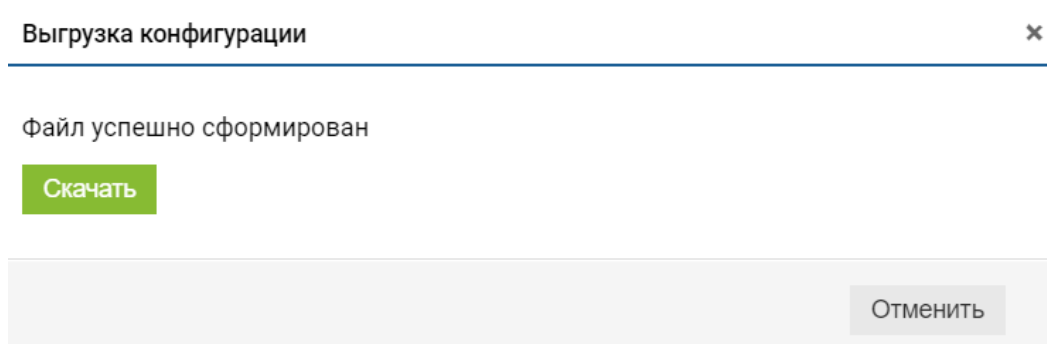 Выгрузка конфигурации ×
Файл успешно сформирован
Скачать
Отменить